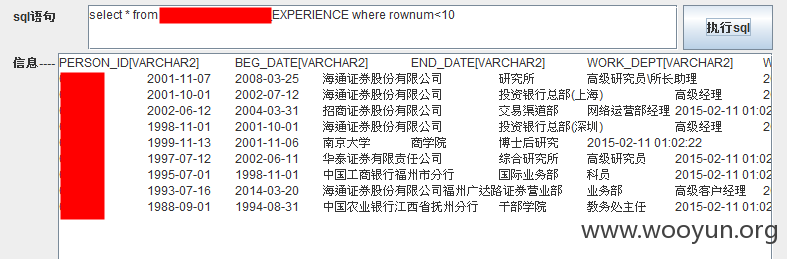 sql语句 select * from EXPERIENCE where rownum<10 执行sql
信息---- PERSON_ID[VARCHAR2] BEG_DATE[VARCHAR2] END_DATE[VARCHAR2] WORK_DEPT[VARCHAR2] W
2001-11-07 2008-03-25 海通证券股份有限公司 研究所 高级研究员\所长助理 2
2001-10-01 2002-07-12 海通证券股份有限公司 投资银行总部(上海) 高级经理 2
2002-06-12 2004-03-31 招商证券股份有限公司 交易渠道部 网络运营部经理 2015-02-11 01:02
1998-11-01 2001-10-01 海通证券股份有限公司 投资银行总部(深圳) 高级经理 2
1999-11-13 2001-11-06 南京大学 商学院 博士后研究 2015-02-11 01:02:22
1997-07-12 2002-06-11 华泰证券有限责任公司 综合研究所 高级研究员 2015-02-11 01:02
1995-07-01 1998-11-01 中国工商银行福州市分行 国际业务部 科员 2015-02-11 01:02
1993-07-16 2014-03-20 海通证券股份有限公司福州广达路证券营业部 业务部 高级客户经理 2
1988-09-01 1994-08-31 中国农业银行江西省抚州分行 干部学院 教务处主任 2015-02-11 01:02
www.wooyun.org